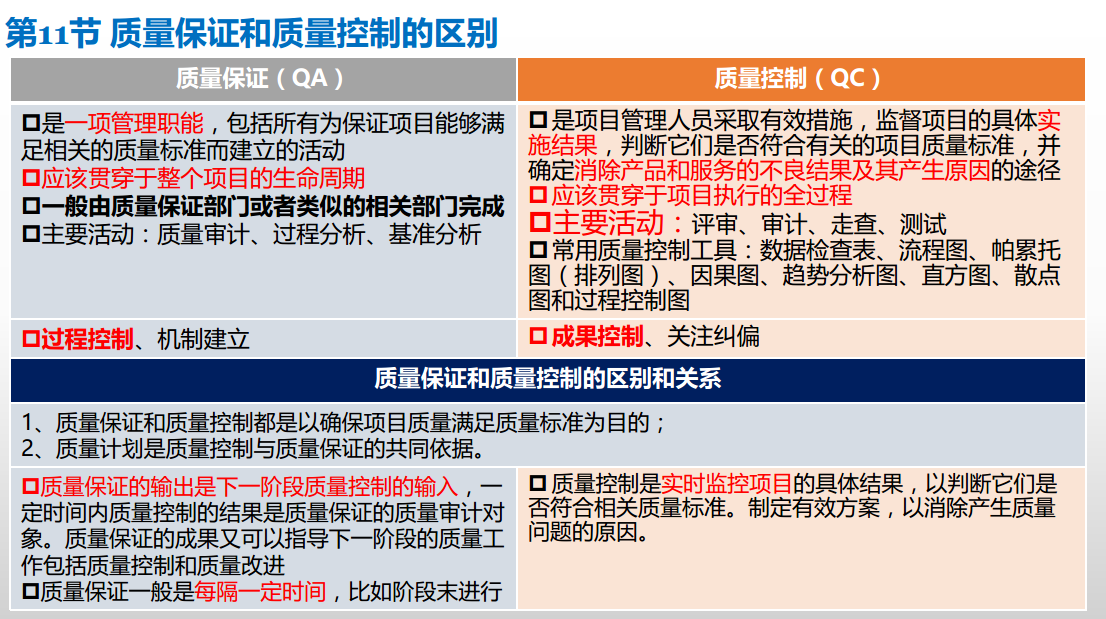 第11节 质量保证和质量控制的区别
质量保证（QA）
质量控制（QC）
是一项管理职能，包括所有为保证项目能够满
足相关的质量标准而建立的活动
应该贯穿于整个项目的生命周期
一般由质量保证部门或者类似的相关部门完成
主要活动：质量审计、过程分析、基准分析
是项目管理人员采取有效措施，监督项目的具体实
施结果，判断它们是否符合有关的项目质量标准，并
确定消除产品和服务的不良结果及其产生原因的途径
应该贯穿于项目执行的全过程
主要活动：评审、审计、走查、测试
常用质量控制工具：数据检查表、流程图、帕累托
图（排列图）、因果图、趋势分析图、直方图、散点
图和过程控制图
过程控制、机制建立
成果控制、关注纠偏
质量保证和质量控制的区别和关系
1、质量保证和质量控制都是以确保项目质量满足质量标准为目的；
2、质量计划是质量控制与质量保证的共同依据。
质量保证的输出是下一阶段质量控制的输入，一
定时间内质量控制的结果是质量保证的质量审计对
象。质量保证的成果又可以指导下一阶段的质量工
作包括质量控制和质量改进
质量保证一般是每隔一定时间，比如阶段末进行
质量控制是实时监控项目的具体结果，以判断它们是
否符合相关质量标准。制定有效方案，以消除产生质量
问题的原因。